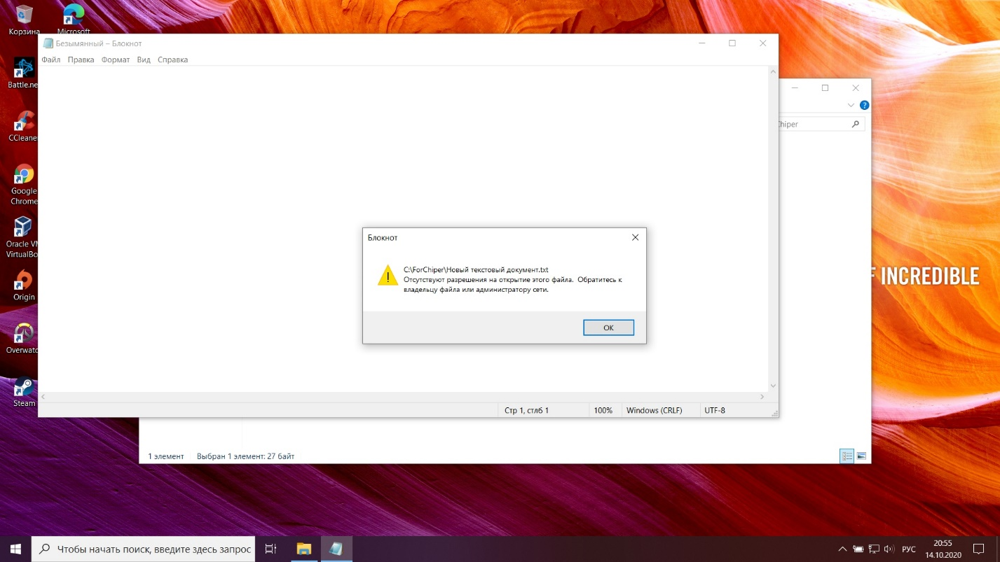 Корзина
Microsoft
Battle.ne
CCleane
Google
Chrome
Oracle VM
VirtualBo
Origin
Overwatc
Steam
Безымянный – Блокнот
Файл Правка Формат Вид Справка
Chiper
Блокнот
C:\ForChiper\Новый текстовый документ.txt
Отсутствуют разрешения на открытие этого файла. Обратитесь к
владельцу файла или администратору сети.
ОК
F INCREDIBLE
Стр 1, стлб 1 100% Windows (CRLF) UTF-8
1 элемент Выбран 1 элемент: 27 байт
Чтобы начать поиск, введите здесь запрос
РУС
20:55
14.10.2020